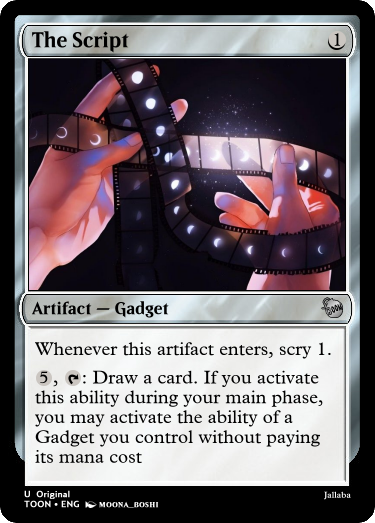 The Script 1
Artifact — Gadget
BOOM
Whenever this artifact enters, scry 1.
5, : Draw a card. If you activate
this ability during your main phase,
you may activate the ability of a
Gadget you control without paying
its mana cost
U Original
TOON • ENG MOONA_BOSHI
Jallaba